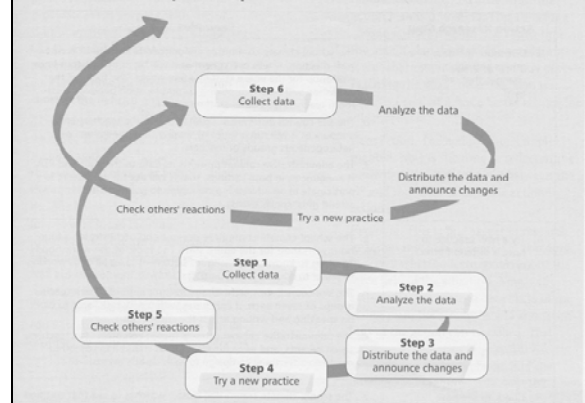 Step 6
Collect data
Analyze the data
Distribute the data and
announce changes
Try a new practice
Check others' reactions
Step 1
Collect data
Step 2
Analyze the data
Step 3
Distribute the data and
announce changes
Step 4
Try a new practice
Step 5
Check others' reactions